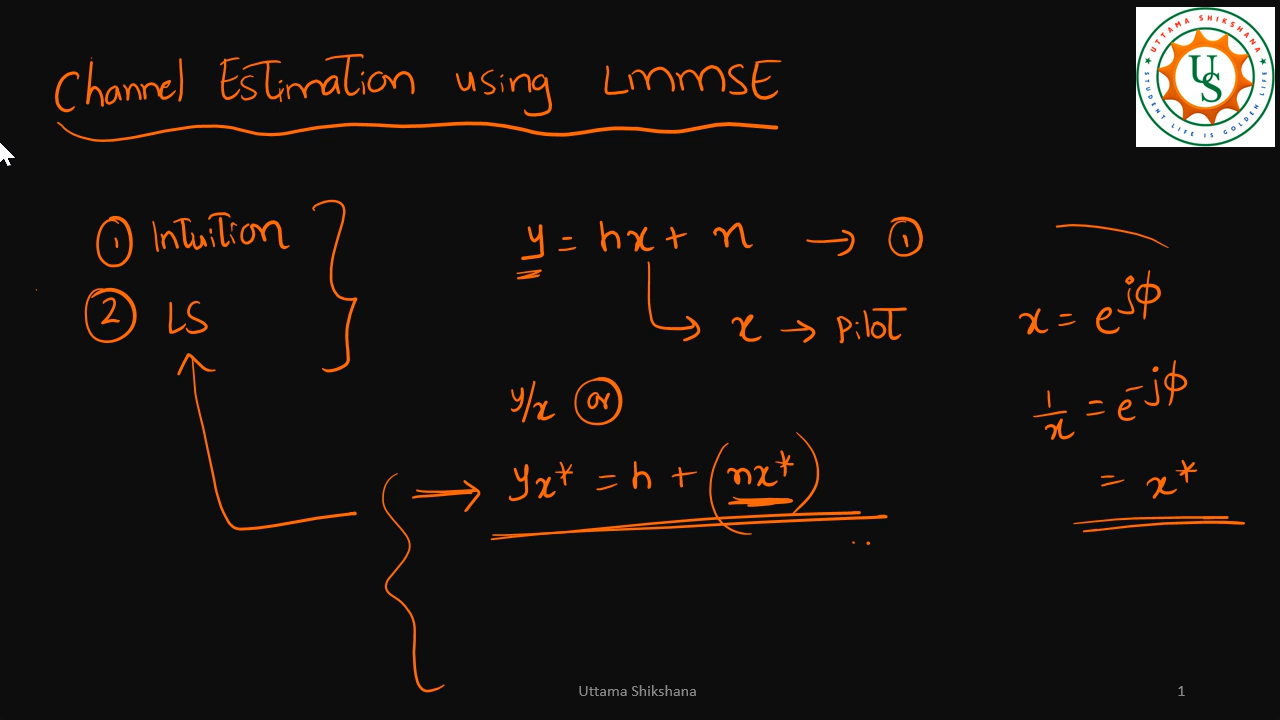 Channel Estimation using LMMSE
UTTAMA SHIKSHANA
US
STUDENT LIFE IS GOLDEN LIFE
① Intuition
② LS
y = hx + n → ①
x → Pilot
y/x or
yx* = h + (nx*)
x = e^{jϕ}
1/x = e^{-jϕ}
= x*
Uttama Shikshana
1